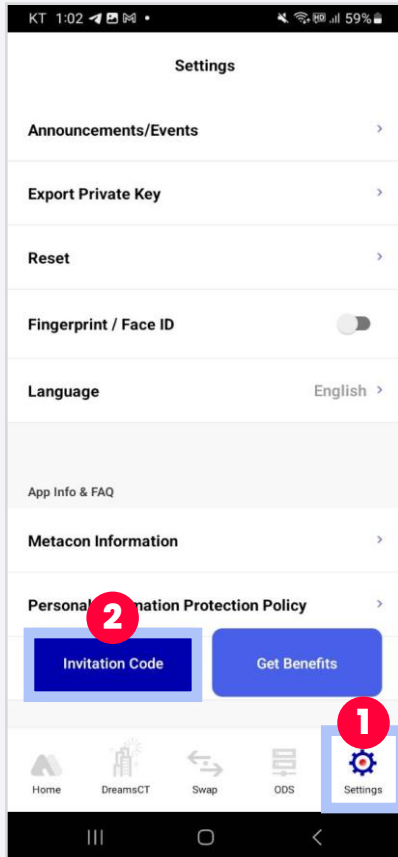 KT 1:02 59%
Settings
Announcements/Events
Export Private Key
Reset
Fingerprint / Face ID
Language English
App Info & FAQ
Metacon Information
Personal mation Protection Policy
2
Invitation Code Get Benefits
1
Home DreamsCT Swap ODS Settings